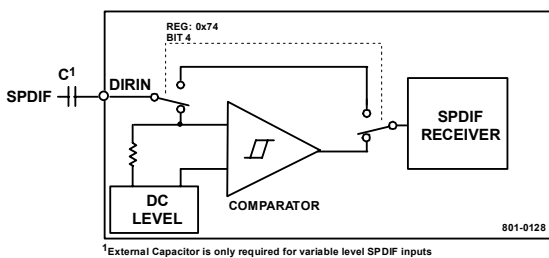 REG: 0x74
BIT 4
C1
SPDIF
DIRIN
SPDIF
RECEIVER
DC
LEVEL
COMPARATOR
801-0128
1External Capacitor is only required for variable level SPDIF inputs